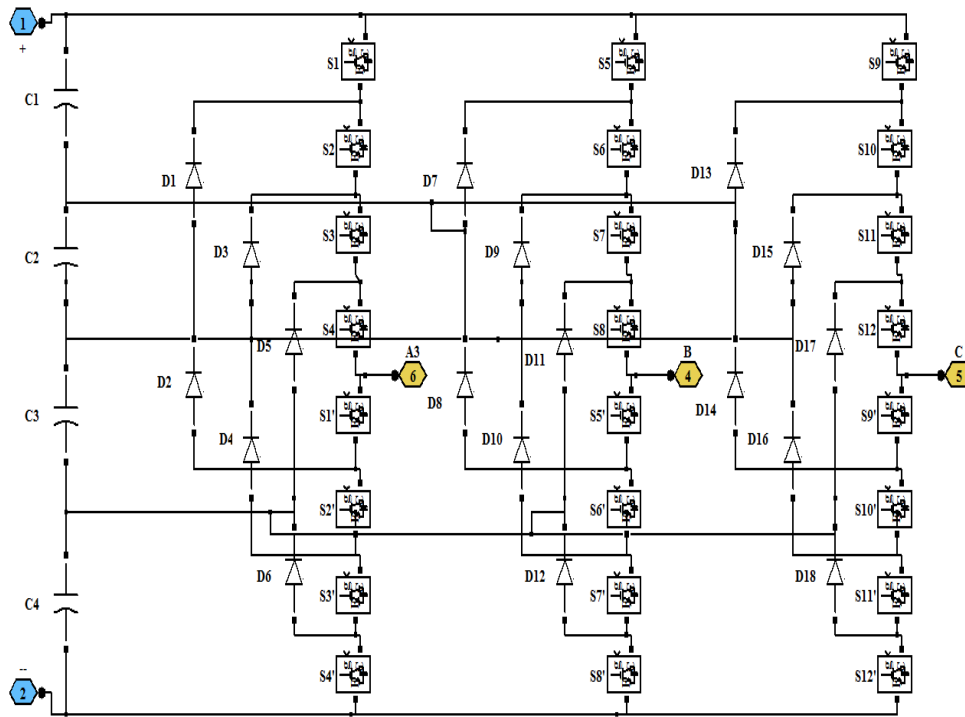 1
+
S1
S5
S9
C1
S2
S6
S10
D1
D7
D13
S3
S7
S11
D3
D9
D15
C2
S4
S8
S12
D5
D11
D17
A3
B
C
6
4
5
D2
D8
D14
C3
S1'
S5'
S9'
D4
D10
D16
S2'
S6'
S10'
D6
D12
D18
C4
S3'
S7'
S11'
--
2
S4'
S8'
S12'